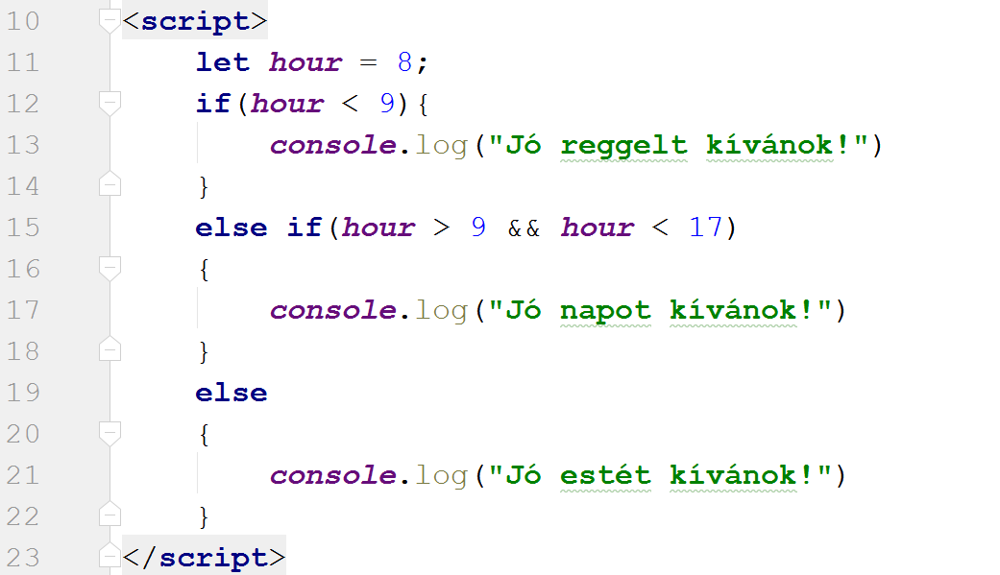 10 <script>
11 let hour = 8;
12 if(hour < 9){
13 console.log("Jó reggelt kívánok!")
14 }
15 else if(hour > 9 && hour < 17)
16 {
17 console.log("Jó napot kívánok!")
18 }
19 else
20 {
21 console.log("Jó estét kívánok!")
22 }
23 </script>